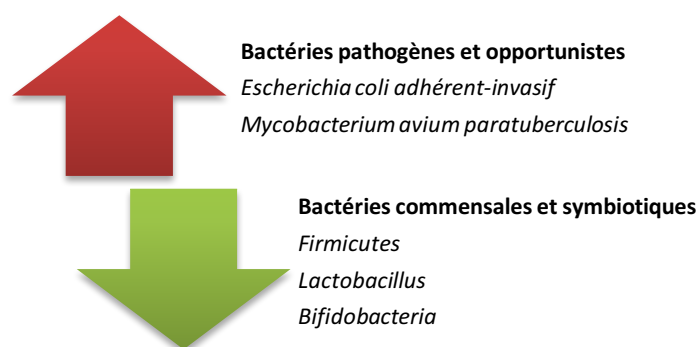 Bactéries pathogènes et opportunistes
Escherichia coli adhérent-invasif
Mycobacterium avium paratuberculosis
Bactéries commensales et symbiotiques
Firmicutes
Lactobacillus
Bifidobacteria